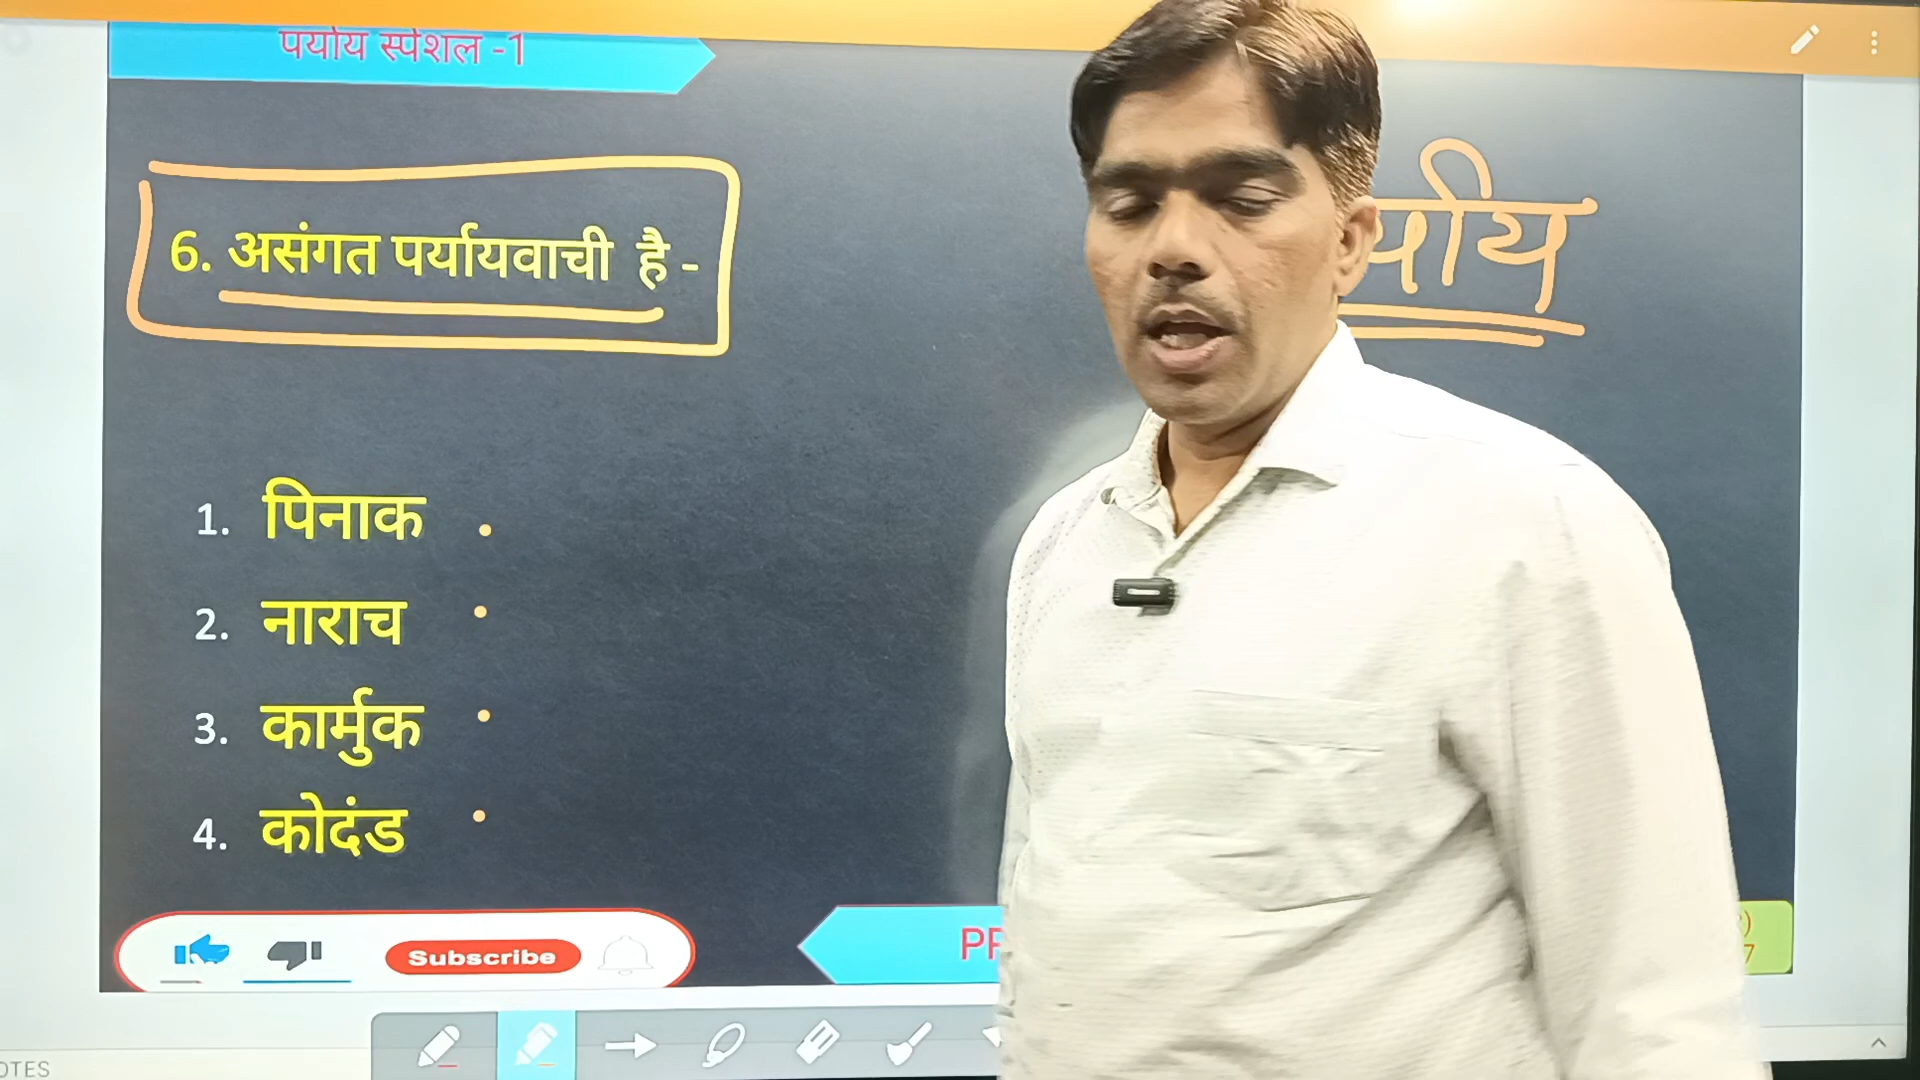 पर्याय स्पेशल -1
6. असंगत पर्यायवाची है -
1. पिनाक
2. नाराच
3. कार्मुक
4. कोदंड
Subscribe